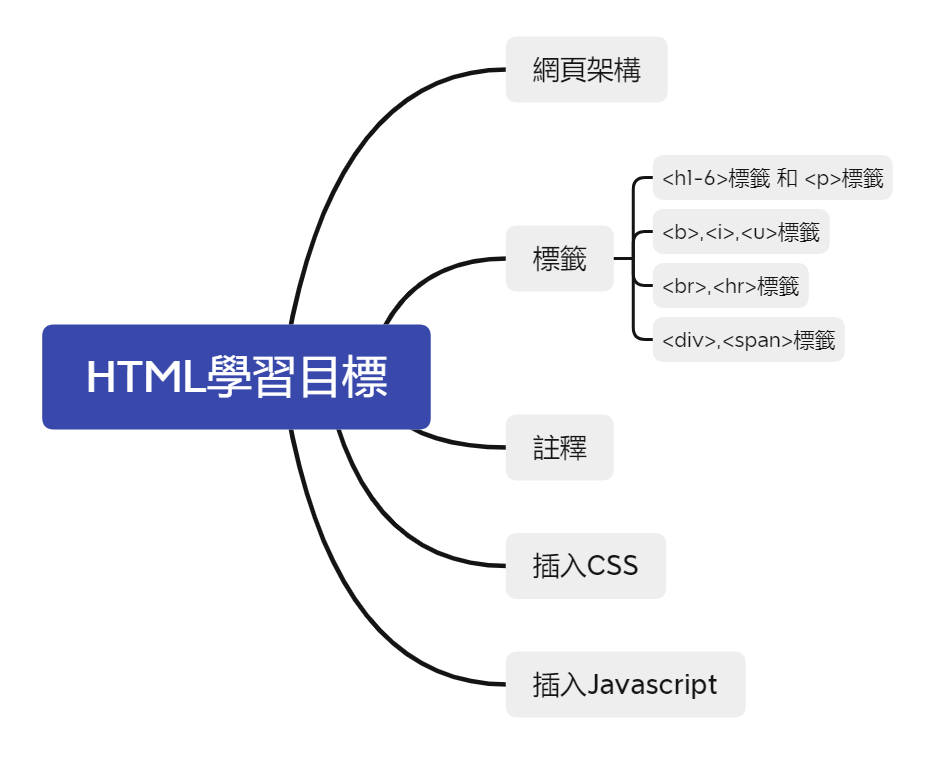 HTML學習目標
網頁架構
標籤
<h1-6>標籤 和 <p>標籤
<b>,<i>,<u>標籤
<br>,<hr>標籤
<div>,<span>標籤
註釋
插入CSS
插入Javascript